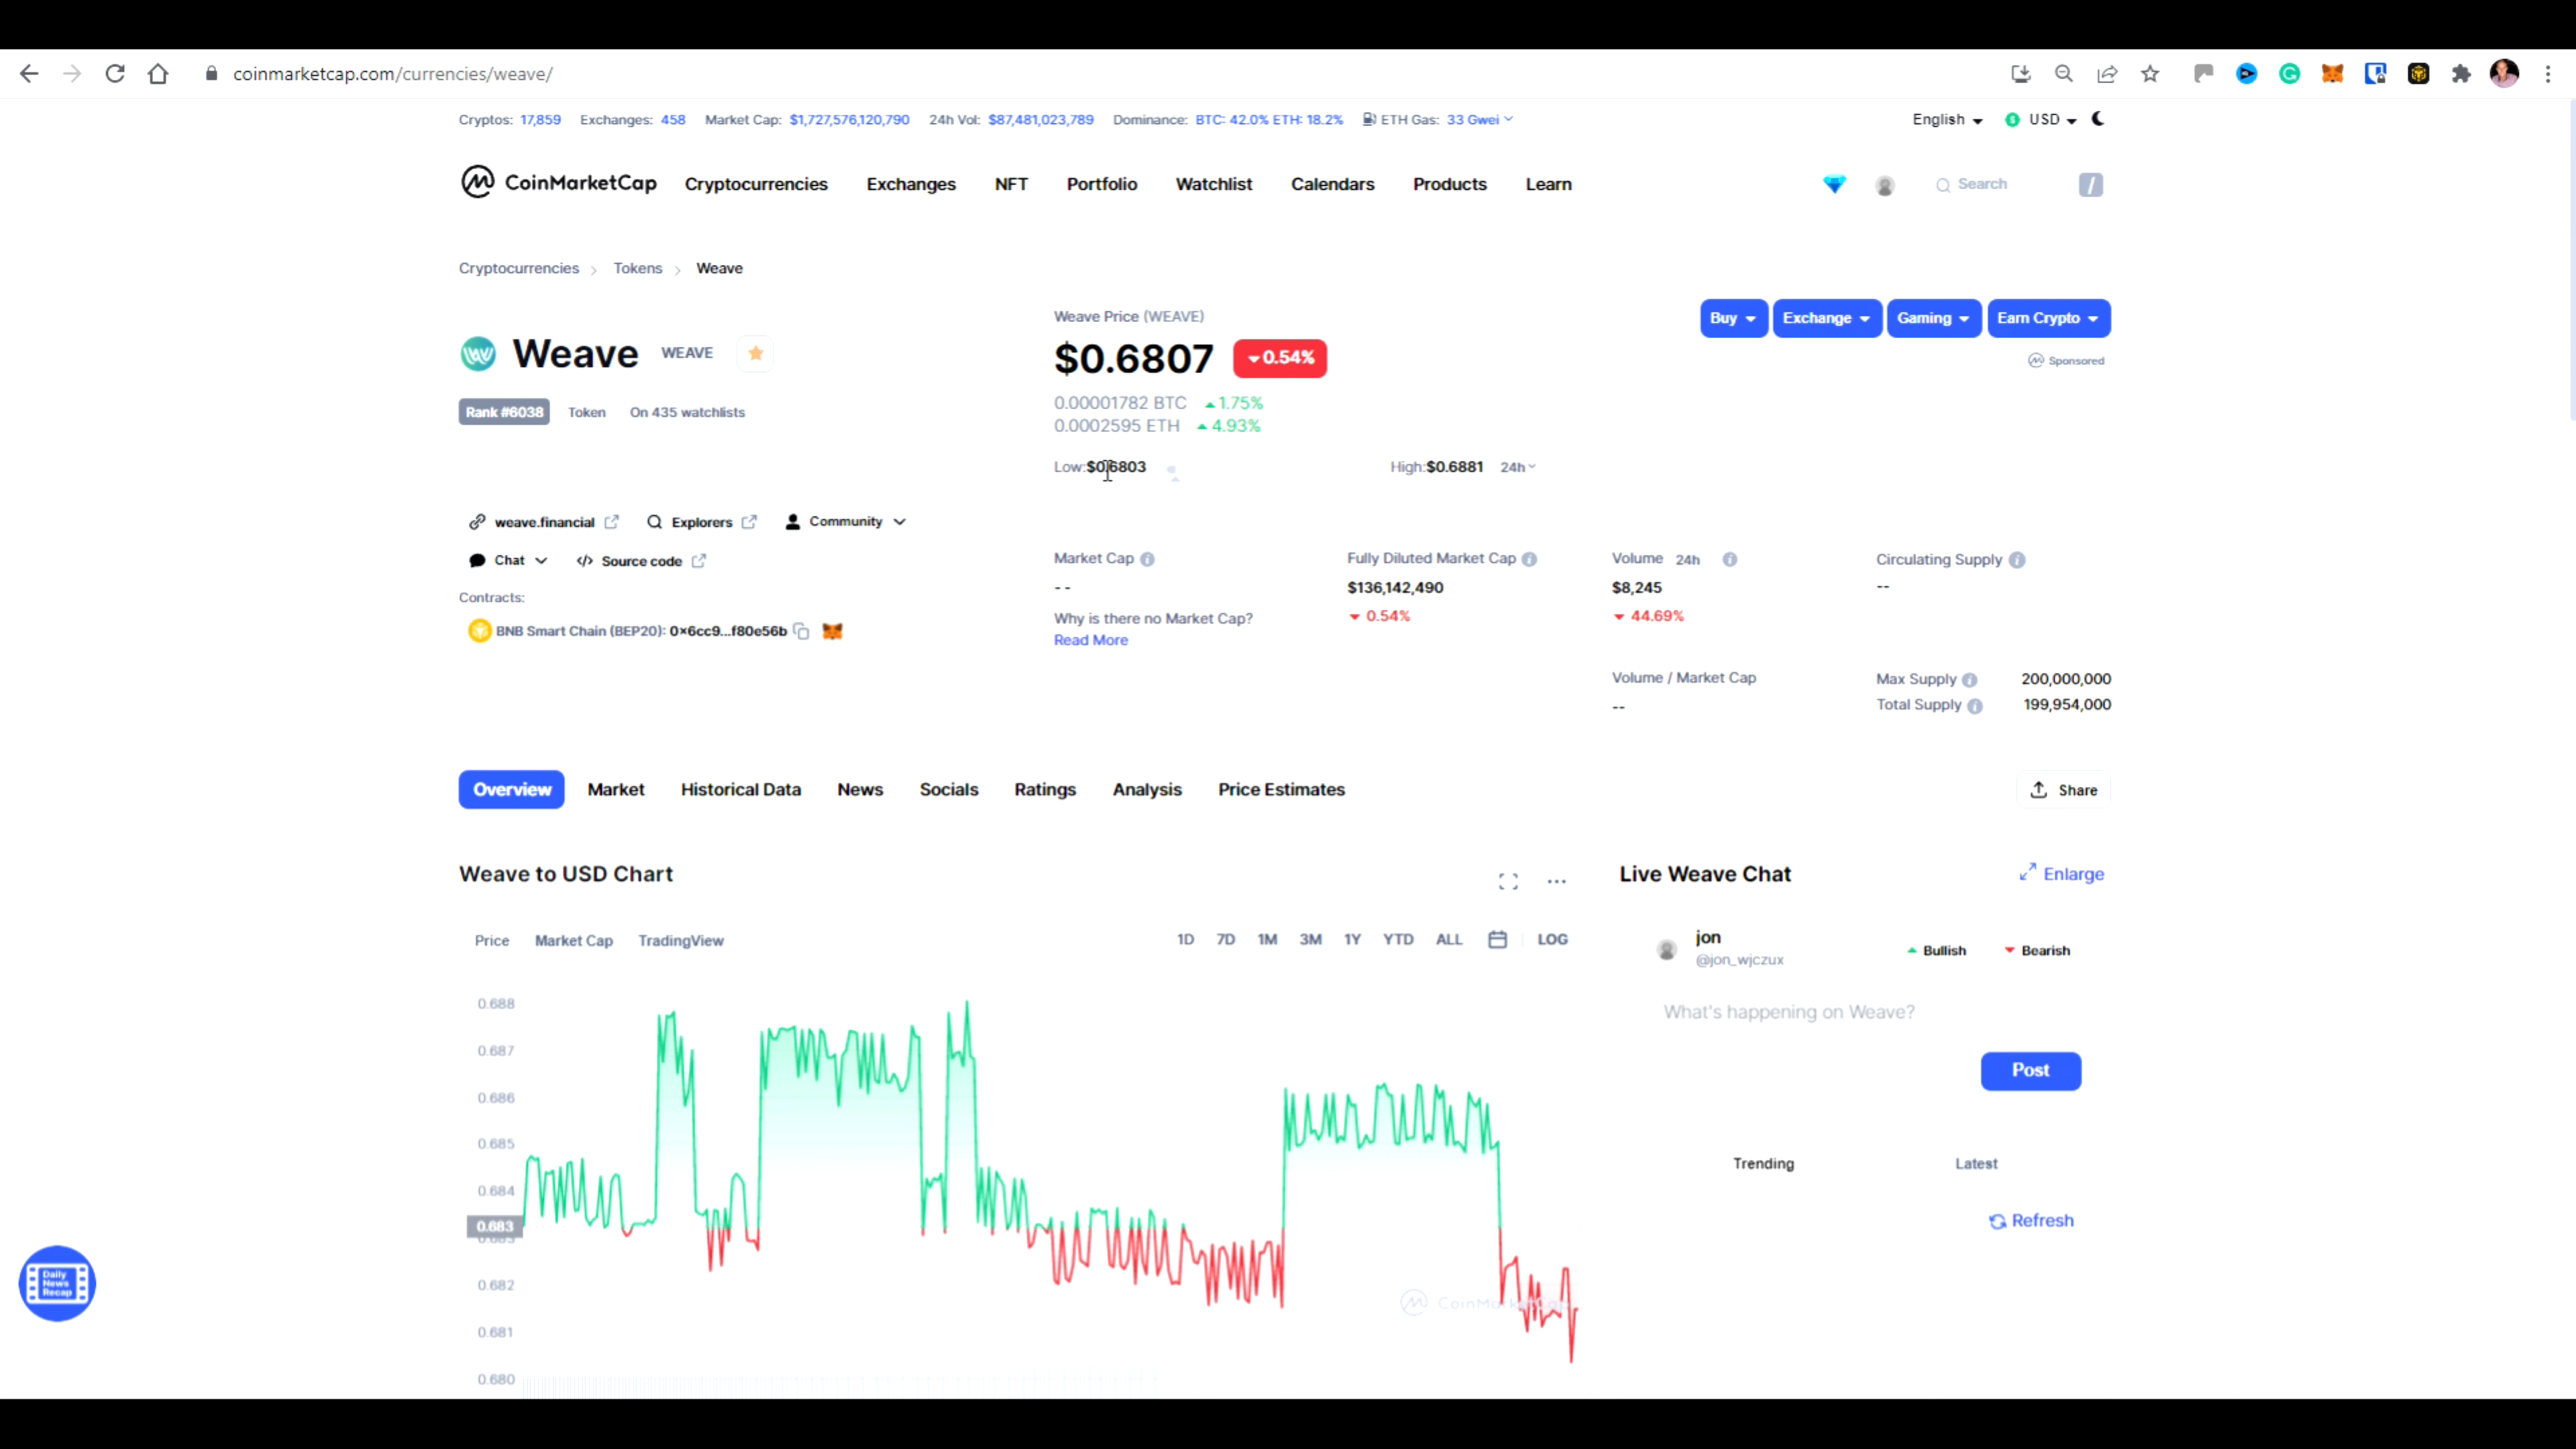 coinmarketcap.com/currencies/weave/
Cryptos: 17,859 Exchanges: 458 Market Cap: $1,727,576,120,790 24h Vol: $87,481,023,789 Dominance: BTC: 42.0% ETH: 18.2% ETH Gas: 33 Gwei English USD
CoinMarketCap Cryptocurrencies Exchanges NFT Portfolio Watchlist Calendars Products Learn Search /
Cryptocurrencies Tokens Weave
Weave Price (WEAVE)
Buy Exchange Gaming Earn Crypto
Weave WEAVE
$0.6807 0.54%
Sponsored
Rank #6038 Token On 435 watchlists
0.00001782 BTC 1.75%
0.0002595 ETH 4.93%
Low:$0.6803 High:$0.6881 24h
weave.financial Explorers Community
Chat Source code
Contracts:
BNB Smart Chain (BEP20): 0×6cc9...f80e56b
Market Cap
--
Why is there no Market Cap?
Read More
Fully Diluted Market Cap
$136,142,490
0.54%
Volume 24h
$8,245
44.69%
Volume / Market Cap
--
Circulating Supply
--
Max Supply 200,000,000
Total Supply 199,954,000
Overview Market Historical Data News Socials Ratings Analysis Price Estimates Share
Weave to USD Chart
Price Market Cap TradingView 1D 7D 1M 3M 1Y YTD ALL LOG
0.688
0.687
0.686
0.685
0.684
0.683
0.682
0.681
0.680
Live Weave Chat Enlarge
jon
@jon_wjczux
Bullish Bearish
What's happening on Weave?
Post
Trending Latest
Refresh
Daily
News
Recap